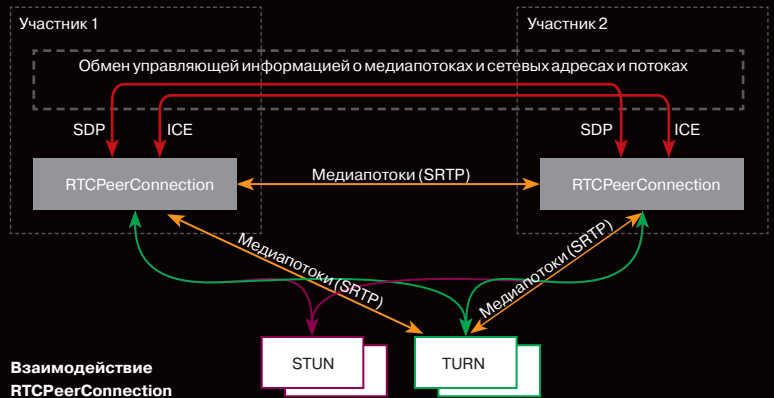 Участник 1
Участник 2
Обмен управляющей информацией о медиапотоках и сетевых адресах и потоках
SDP
ICE
SDP
ICE
RTCPeerConnection
Медиапотоки (SRTP)
RTCPeerConnection
Медиапотоки (SRTP)
Медиапотоки (SRTP)
STUN
TURN
Взаимодействие
RTCPeerConnection